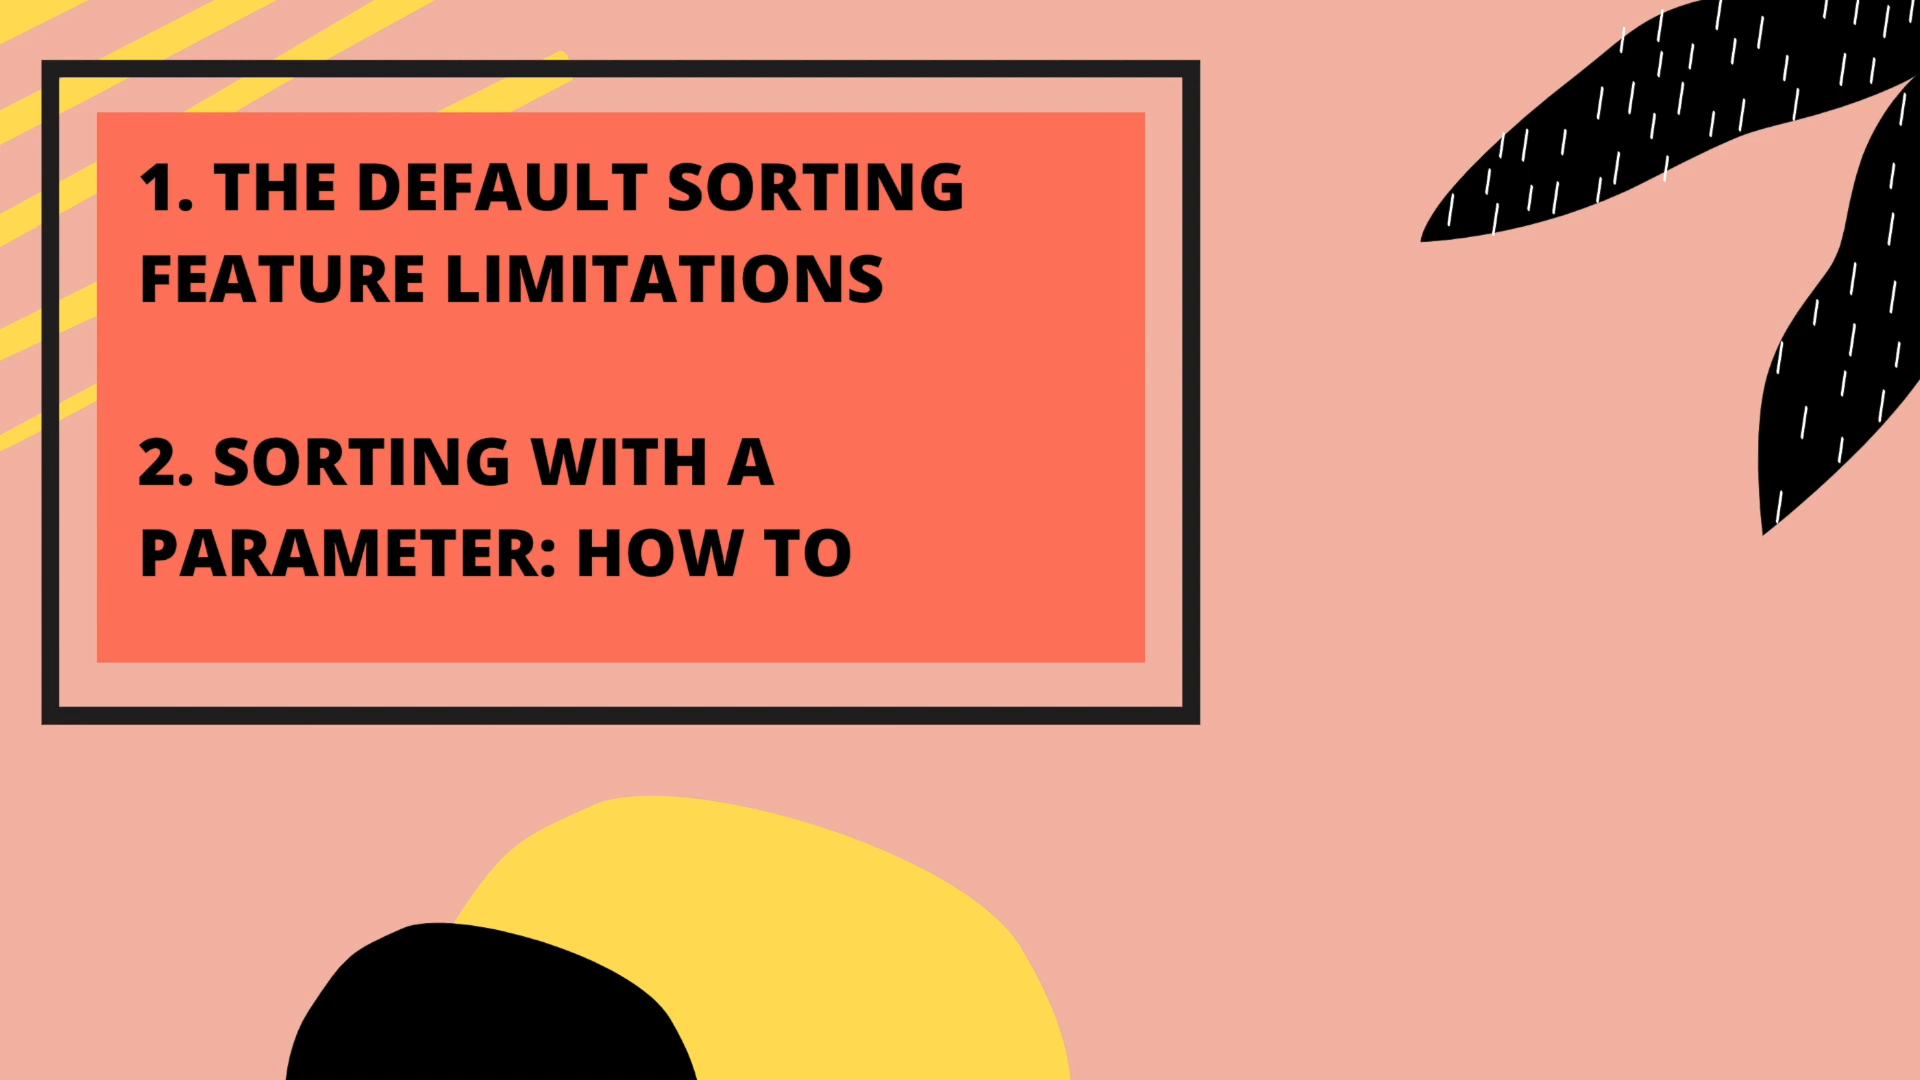 1. THE DEFAULT SORTING
FEATURE LIMITATIONS
2. SORTING WITH A
PARAMETER: HOW TO